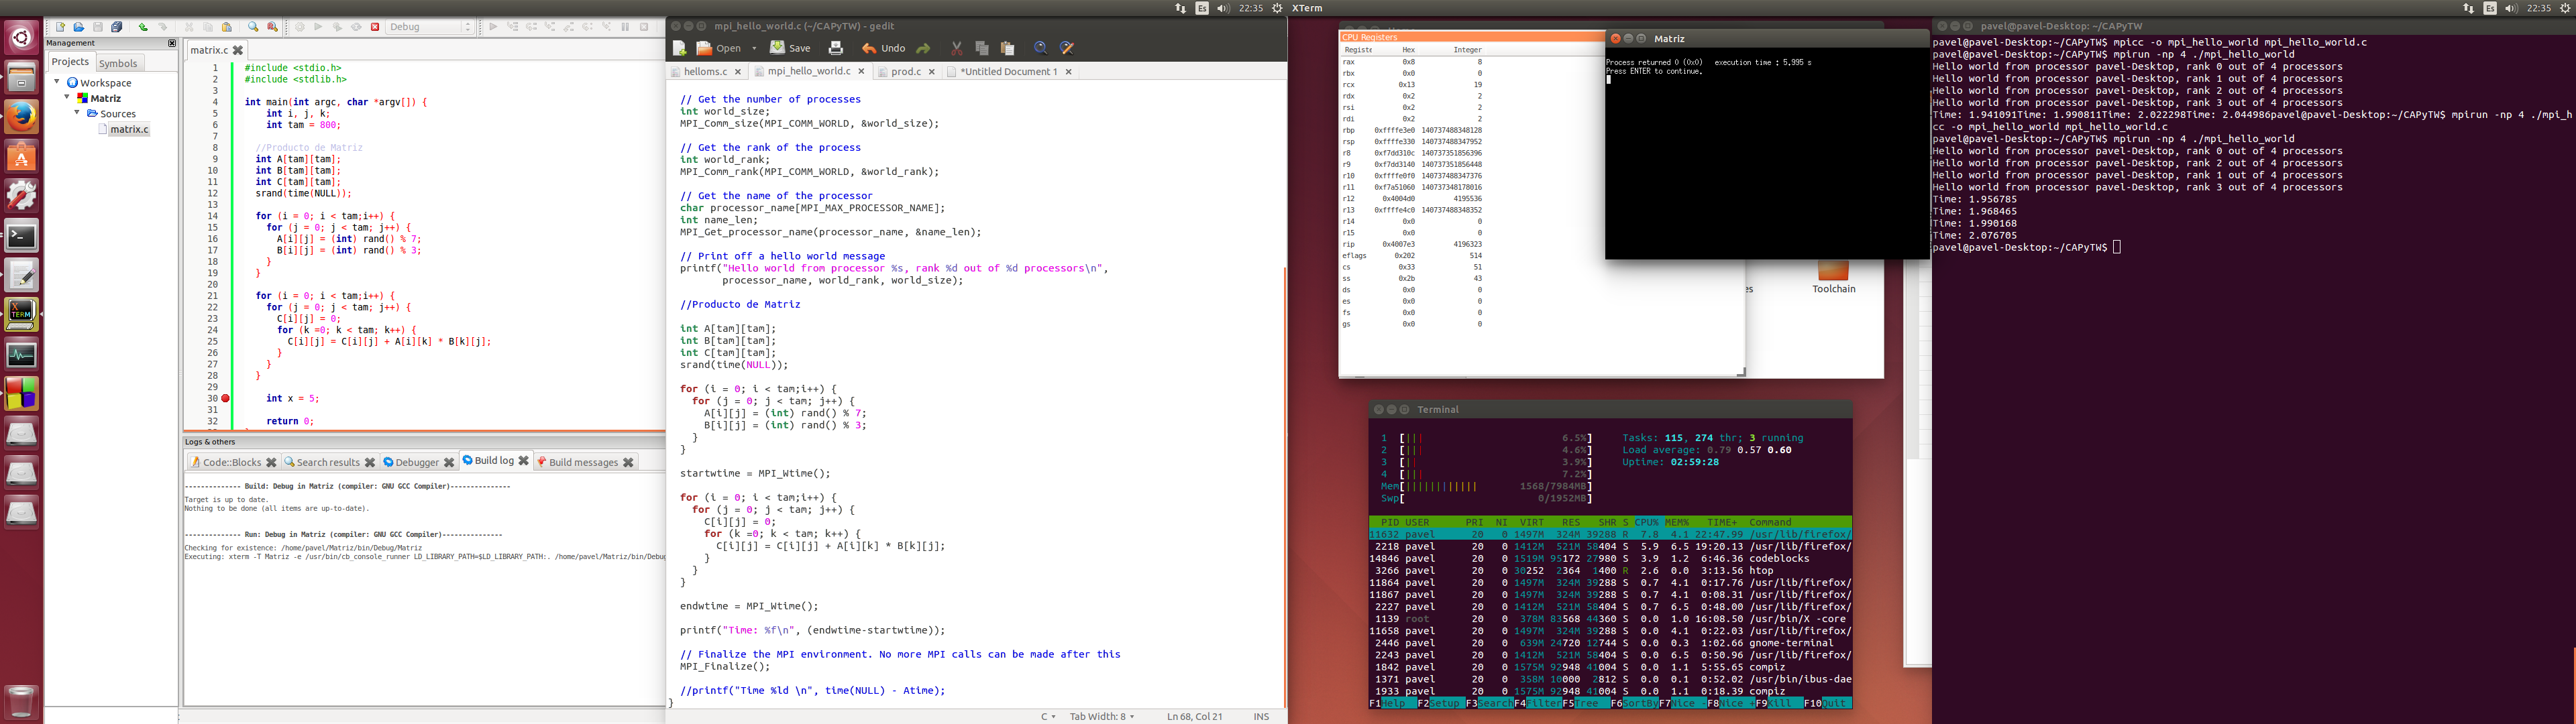 Es
22:35
XTerm
Es
22:35
Management
Projects
Symbols
Workspace
Matriz
Sources
matrix.c
Debug
matrix.c
1 #include <stdio.h>
2 #include <stdlib.h>
3
4 int main(int argc, char *argv[]) {
5 int i, j, k;
6 int tam = 800;
7
8 //Producto de Matriz
9 int A[tam][tam];
10 int B[tam][tam];
11 int C[tam][tam];
12 srand(time(NULL));
13
14 for (i = 0; i < tam;i++) {
15 for (j = 0; j < tam; j++) {
16 A[i][j] = (int) rand() % 7;
17 B[i][j] = (int) rand() % 3;
18 }
19 }
20
21 for (i = 0; i < tam;i++) {
22 for (j = 0; j < tam; j++) {
23 C[i][j] = 0;
24 for (k =0; k < tam; k++) {
25 C[i][j] = C[i][j] + A[i][k] * B[k][j];
26 }
27 }
28 }
29
30 int x = 5;
31
32 return 0;
Logs & others
Code::Blocks
Search results
Debugger
Build log
Build messages
-------------- Build: Debug in Matriz (compiler: GNU GCC Compiler)---------------
Target is up to date.
Nothing to be done (all items are up-to-date).
-------------- Run: Debug in Matriz (compiler: GNU GCC Compiler)---------------
Checking for existence: /home/pavel/Matriz/bin/Debug/Matriz
Executing: xterm -T Matriz -e /usr/bin/cb_console_runner LD_LIBRARY_PATH=$LD_LIBRARY_PATH:. /home/pavel/Matriz/bin/Debug
mpi_hello_world.c (~/CAPyTW) - gedit
Open
Save
Undo
helloms.c
mpi_hello_world.c
prod.c
*Untitled Document 1
// Get the number of processes
int world_size;
MPI_Comm_size(MPI_COMM_WORLD, &world_size);
// Get the rank of the process
int world_rank;
MPI_Comm_rank(MPI_COMM_WORLD, &world_rank);
// Get the name of the processor
char processor_name[MPI_MAX_PROCESSOR_NAME];
int name_len;
MPI_Get_processor_name(processor_name, &name_len);
// Print off a hello world message
printf("Hello world from processor %s, rank %d out of %d processors\n",
processor_name, world_rank, world_size);
//Producto de Matriz
int A[tam][tam];
int B[tam][tam];
int C[tam][tam];
srand(time(NULL));
for (i = 0; i < tam;i++) {
for (j = 0; j < tam; j++) {
A[i][j] = (int) rand() % 7;
B[i][j] = (int) rand() % 3;
}
}
startwtime = MPI_Wtime();
for (i = 0; i < tam;i++) {
for (j = 0; j < tam; j++) {
C[i][j] = 0;
for (k =0; k < tam; k++) {
C[i][j] = C[i][j] + A[i][k] * B[k][j];
}
}
}
endwtime = MPI_Wtime();
printf("Time: %f\n", (endwtime-startwtime));
// Finalize the MPI environment. No more MPI calls can be made after this
MPI_Finalize();
//printf("Time %ld \n", time(NULL) - Atime);
}
C
Tab Width: 8
Ln 68, Col 21
INS
CPU Registers
Registe Hex Integer
rax 0x8 8
rbx 0x0 0
rcx 0x13 19
rdx 0x2 2
rsi 0x2 2
rdi 0x2 2
rbp 0xffffe3e0 140737488348128
rsp 0xffffe330 140737488347952
r8 0xf7dd310c 140737351856396
r9 0xf7dd3140 140737351856448
r10 0xffffe0f0 140737488347376
r11 0xf7a51060 140737348178016
r12 0x4004d0 4195536
r13 0xffffe4c0 140737488348352
r14 0x0 0
r15 0x0 0
rip 0x4007e3 4196323
eflags 0x202 514
cs 0x33 51
ss 0x2b 43
ds 0x0 0
es 0x0 0
fs 0x0 0
gs 0x0 0
Matriz
Process returned 0 (0x0) execution time : 5.995 s
Press ENTER to continue.
es
Toolchain
Terminal
1 [||| 6.5%] Tasks: 115, 274 thr; 3 running
2 [||| 4.6%] Load average: 0.79 0.57 0.60
3 [|| 3.9%] Uptime: 02:59:28
4 [||| 7.2%]
Mem[||||||||||||| 1568/7984MB]
Swp[ 0/1952MB]
PID USER PRI NI VIRT RES SHR S CPU% MEM% TIME+ Command
11632 pavel 20 0 1497M 324M 39288 R 7.8 4.1 22:47.99 /usr/lib/firefox/
2218 pavel 20 0 1412M 521M 58404 S 5.9 6.5 19:20.13 /usr/lib/firefox/
14846 pavel 20 0 1519M 95172 27980 S 3.9 1.2 6:46.36 codeblocks
3266 pavel 20 0 30252 2364 1400 R 2.6 0.0 3:13.56 htop
11864 pavel 20 0 1497M 324M 39288 S 0.7 4.1 0:17.76 /usr/lib/firefox/
11867 pavel 20 0 1497M 324M 39288 S 0.7 4.1 0:08.31 /usr/lib/firefox/
2227 pavel 20 0 1412M 521M 58404 S 0.7 6.5 0:48.00 /usr/lib/firefox/
1139 root 20 0 378M 83568 44360 S 0.0 1.0 16:08.50 /usr/bin/X -core
11658 pavel 20 0 1497M 324M 39288 S 0.0 4.1 0:22.03 /usr/lib/firefox/
2446 pavel 20 0 639M 24720 12744 S 0.0 0.3 1:02.66 gnome-terminal
2243 pavel 20 0 1412M 521M 58404 S 0.0 6.5 0:50.96 /usr/lib/firefox/
1842 pavel 20 0 1575M 92948 41004 S 0.0 1.1 5:55.65 compiz
1371 pavel 20 0 358M 10000 2812 S 0.0 0.1 0:52.02 /usr/bin/ibus-dae
1933 pavel 20 0 1575M 92948 41004 S 0.0 1.1 0:18.39 compiz
F1Help F2Setup F3SearchF4FilterF5Tree F6SortByF7Nice -F8Nice +F9Kill F10Quit
pavel@pavel-Desktop: ~/CAPyTW
pavel@pavel-Desktop:~/CAPyTW$ mpicc -o mpi_hello_world mpi_hello_world.c
pavel@pavel-Desktop:~/CAPyTW$ mpirun -np 4 ./mpi_hello_world
Hello world from processor pavel-Desktop, rank 0 out of 4 processors
Hello world from processor pavel-Desktop, rank 1 out of 4 processors
Hello world from processor pavel-Desktop, rank 2 out of 4 processors
Hello world from processor pavel-Desktop, rank 3 out of 4 processors
Time: 1.941091Time: 1.990811Time: 2.022298Time: 2.044986pavel@pavel-Desktop:~/CAPyTW$ mpirun -np 4 ./mpi_h
cc -o mpi_hello_world mpi_hello_world.c
pavel@pavel-Desktop:~/CAPyTW$ mpirun -np 4 ./mpi_hello_world
Hello world from processor pavel-Desktop, rank 0 out of 4 processors
Hello world from processor pavel-Desktop, rank 2 out of 4 processors
Hello world from processor pavel-Desktop, rank 1 out of 4 processors
Hello world from processor pavel-Desktop, rank 3 out of 4 processors
Time: 1.956785
Time: 1.968465
Time: 1.990168
Time: 2.076705
pavel@pavel-Desktop:~/CAPyTW$